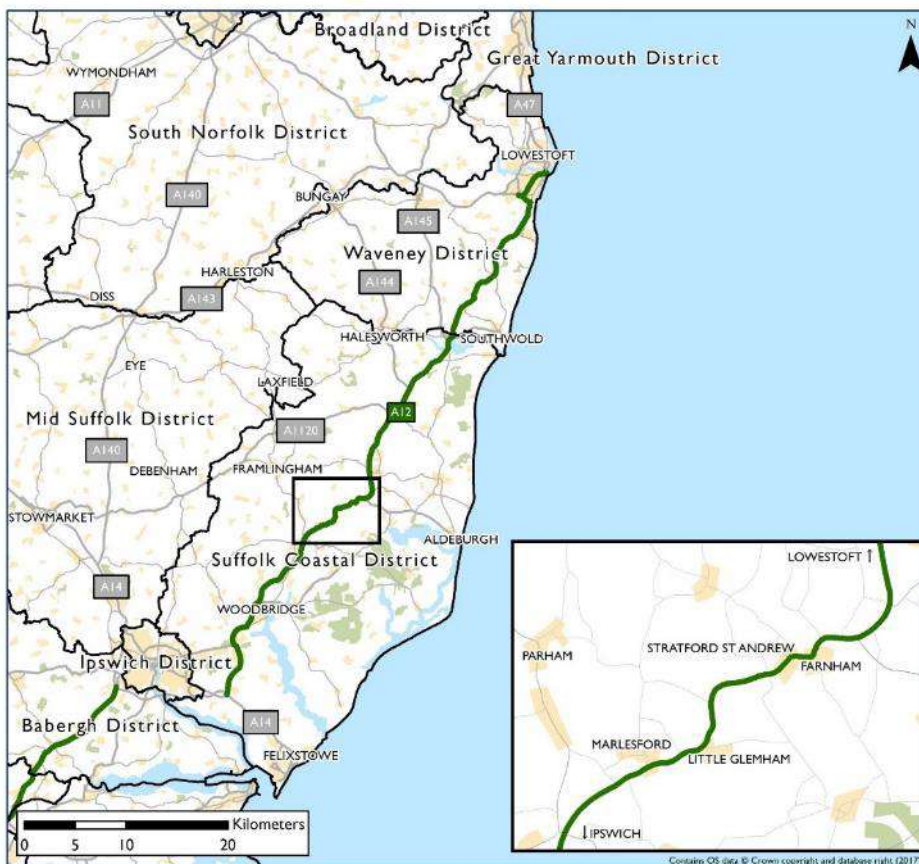 Broadland District
Great Yarmouth District
N
WYMONDHAM
A11
A47
South Norfolk District
LOWESTOFT
A140
BUNGAY
A145
Waveney District
HARLESTON
A144
DISS
A143
HALESWORTH
SOUTHWOLD
EYE
LAXFIELD
Mid Suffolk District
A12
A1120
A140
DEBENHAM
FRAMLINGHAM
STOWMARKET
ALDEBURGH
Suffolk Coastal District
A14
WOODBRIDGE
Ipswich District
Babergh District
A14
FELIXSTOWE
Kilometers
0 5 10 20
LOWESTOFT ↑
STRATFORD ST ANDREW
PARHAM
FARNHAM
MARLESFORD
LITTLE GLEMHAM
↓IPSWICH
Contains OS data © Crown copyright and database right (2017